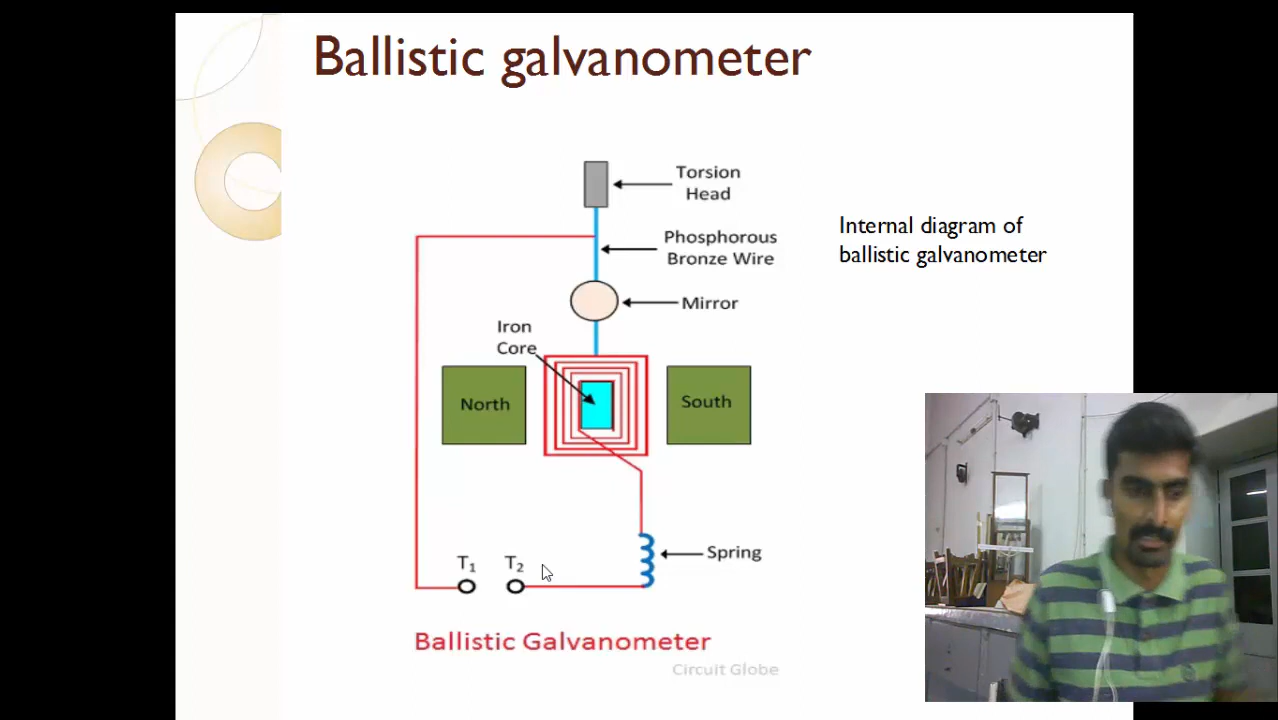 Ballistic galvanometer
Torsion
Head
Phosphorous
Bronze Wire
Internal diagram of
ballistic galvanometer
Mirror
Iron
Core
North
South
Spring
T1
T2
Ballistic Galvanometer
Circuit Globe